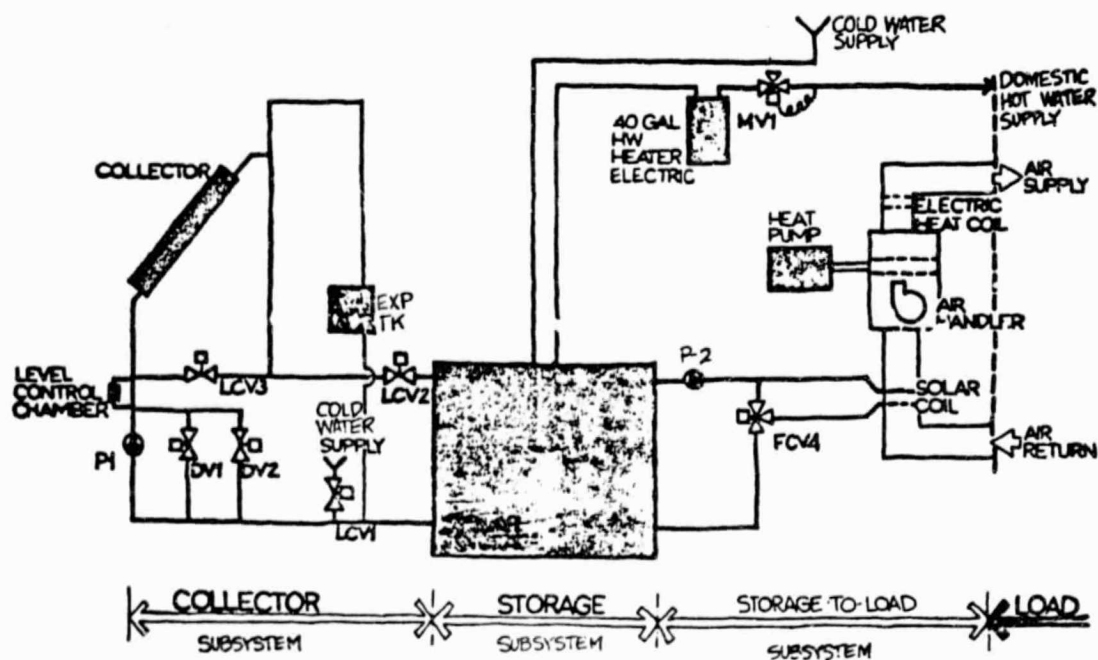 COLD WATER
SUPPLY
DOMESTIC
HOT WATER
SUPPLY
40 GAL
HW
HEATER
ELECTRIC
MV1
COLLECTOR
AIR
SUPPLY
ELECTRIC
HEAT COIL
HEAT
PUMP
EXP
TK
AIR
HANDLER
P-2
LEVEL
CONTROL
CHAMBER
LCV3
LCV2
SOLAR
COIL
COLD
WATER
SUPPLY
FCV4
P1
DV1
DV2
AIR
RETURN
LCV1
COLLECTOR
SUBSYSTEM
STORAGE
SUBSYSTEM
STORAGE-TO-LOAD
SUBSYSTEM
LOAD